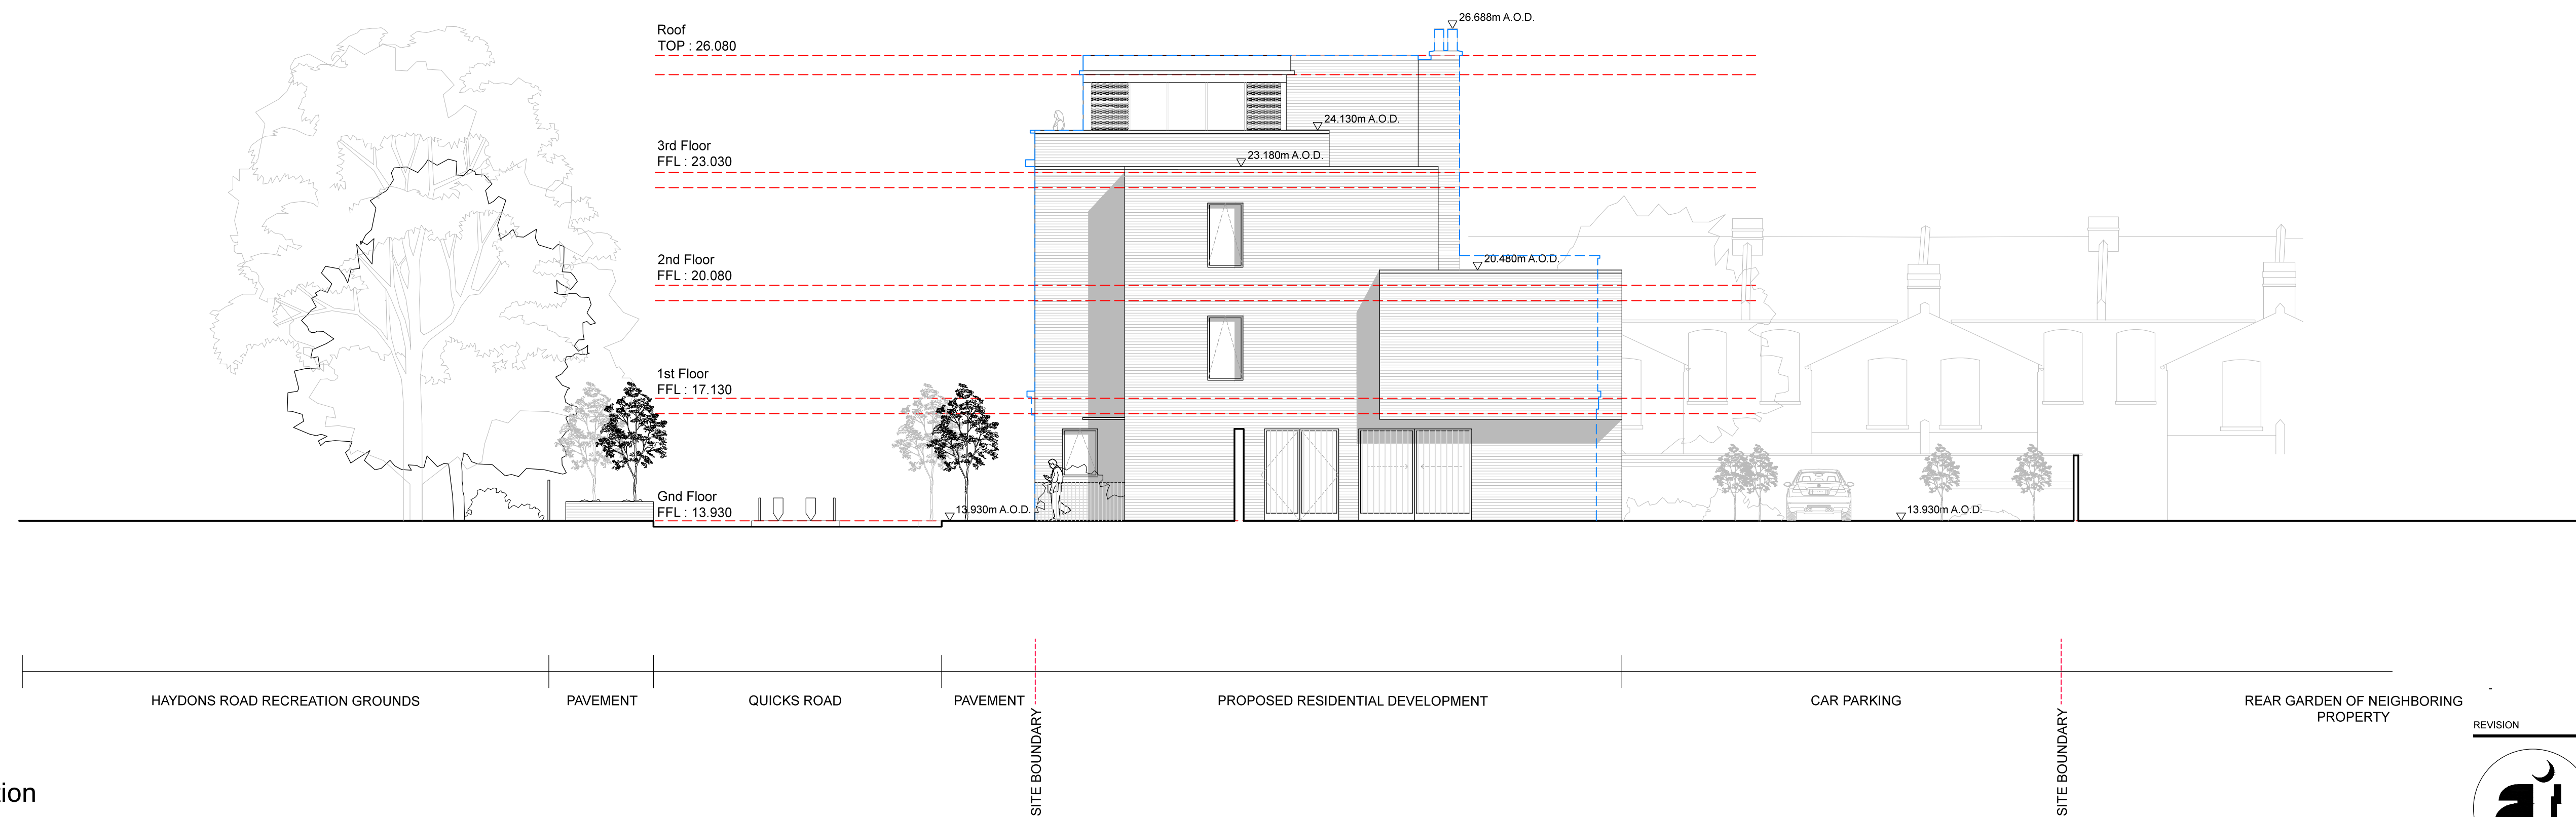 Roof
TOP : 26.080
26.688m A.O.D.
24.130m A.O.D.
3rd Floor
FFL : 23.030
23.180m A.O.D.
2nd Floor
FFL : 20.080
20.480m A.O.D.
1st Floor
FFL : 17.130
Gnd Floor
FFL : 13.930
13.930m A.O.D.
13.930m A.O.D.
HAYDONS ROAD RECREATION GROUNDS
PAVEMENT
QUICKS ROAD
PAVEMENT
SITE BOUNDARY
PROPOSED RESIDENTIAL DEVELOPMENT
CAR PARKING
SITE BOUNDARY
REAR GARDEN OF NEIGHBORING
PROPERTY
-
REVISION